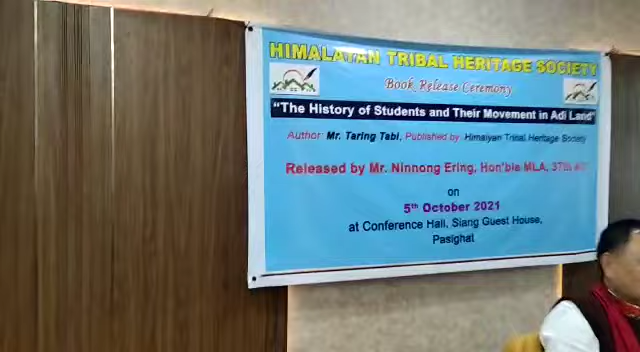 HIMALAYAN TRIBAL HERITAGE SOCIETY
Book Release Ceremony
"The History of Students and Their Movement in Adi Land"
Author: Mr. Taring Tabi, Published by: Himalyan Tribal Heritage Society
Released by Mr. Ninnong Ering, Hon'ble MLA, 37th
on
5th October 2021
at Conference Hall, Siang Guest House,
Pasighat